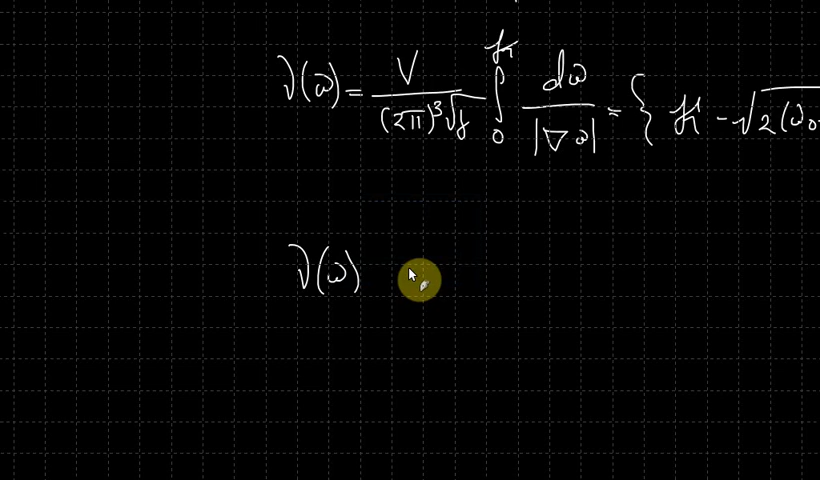 ν(ω) = V / (2π)³√γ ∫₀ dω / |∇ω| = { - √2(ω₀
ν(ω)